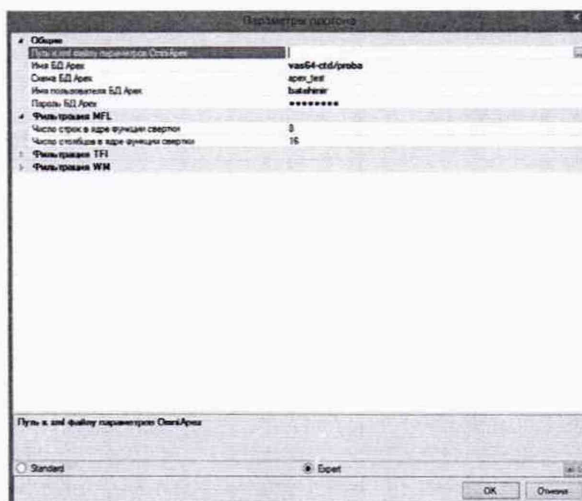 Параметры прогона
Общие
Путь к xml файлу параметров OmniApex
Имя БД Apex vas64-ctd/proba
Схема БД Apex apex_test
Имя пользователя БД Apex batehinir
Пароль БД Apex ●●●●●●●●
Фильтрация MFL
Число строк в ядре функции свертки 8
Число столбцов в ядре функции свертки 16
Фильтрация TFI
Фильтрация WM
Путь к xml файлу параметров OmniApex
Standard Expert
OK Отмена